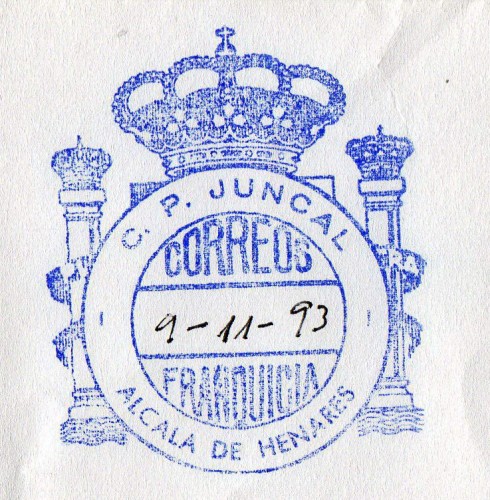 C. P. JUNCAL
CORREOS
9-11-93
FRANQUICIA
ALCALA DE HENARES